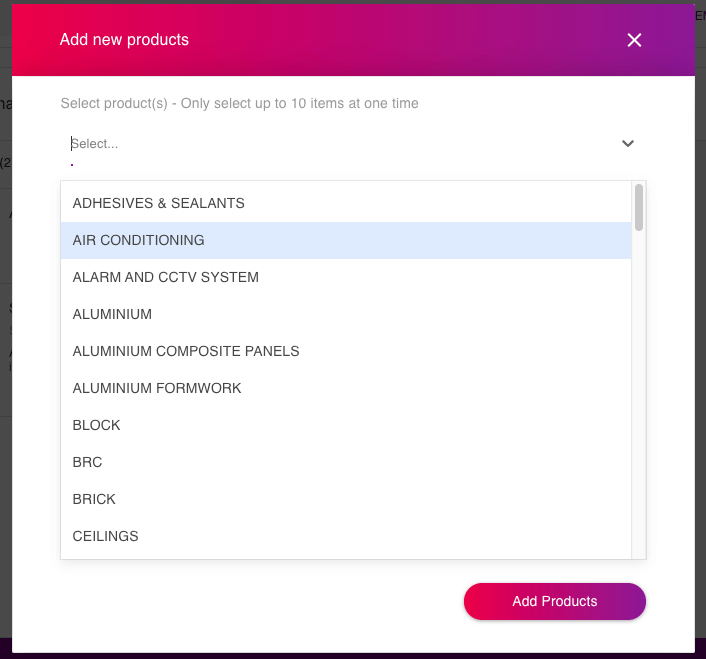 Add new products
Select product(s) - Only select up to 10 items at one time
Select...
ADHESIVES & SEALANTS
AIR CONDITIONING
ALARM AND CCTV SYSTEM
ALUMINIUM
ALUMINIUM COMPOSITE PANELS
ALUMINIUM FORMWORK
BLOCK
BRC
BRICK
CEILINGS
Add Products